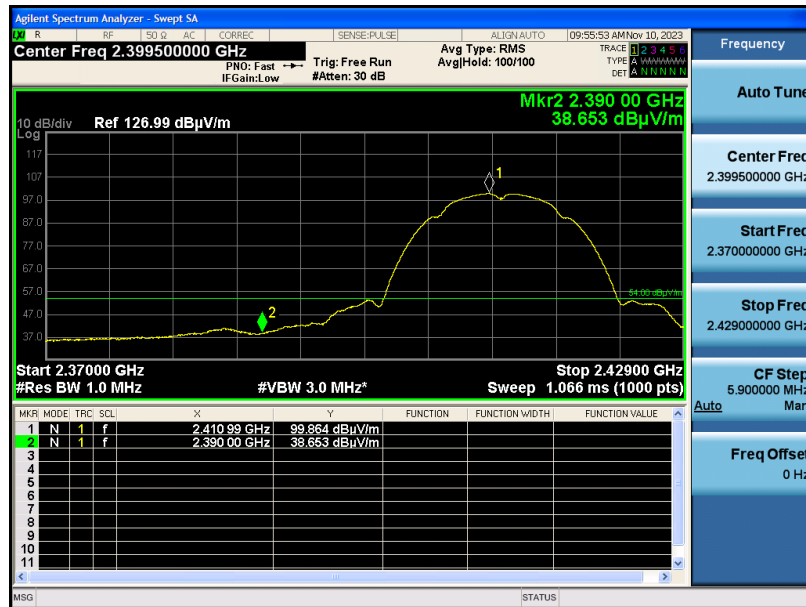 Agilent Spectrum Analyzer - Swept SA
LXI R RF 50 Ω AC CORREC SENSE:PULSE ALIGN AUTO 09:55:53 AM Nov 10, 2023
Center Freq 2.399500000 GHz
PNO: Fast
IFGain:Low
Trig: Free Run
#Atten: 30 dB
Avg Type: RMS
Avg|Hold: 100/100
TRACE 1 2 3 4 5 6
TYPE A WWWWW
DET A N N N N N
Mkr2 2.390 00 GHz
38.653 dBµV/m
10 dB/div Ref 126.99 dBµV/m
Log
117
107
97.0
87.0
77.0
67.0
57.0
47.0
37.0
1
2
54.00 dBµV/m
Start 2.37000 GHz Stop 2.42900 GHz
#Res BW 1.0 MHz #VBW 3.0 MHz* Sweep 1.066 ms (1000 pts)
MKR MODE TRC SCL X Y FUNCTION FUNCTION WIDTH FUNCTION VALUE
1 N 1 f 2.410 99 GHz 99.864 dBµV/m
2 N 1 f 2.390 00 GHz 38.653 dBµV/m
3
4
5
6
7
8
9
10
11
MSG STATUS
Frequency
Auto Tune
Center Freq
2.399500000 GHz
Start Freq
2.370000000 GHz
Stop Freq
2.429000000 GHz
CF Step
5.900000 MHz
Auto Man
Freq Offset
0 Hz